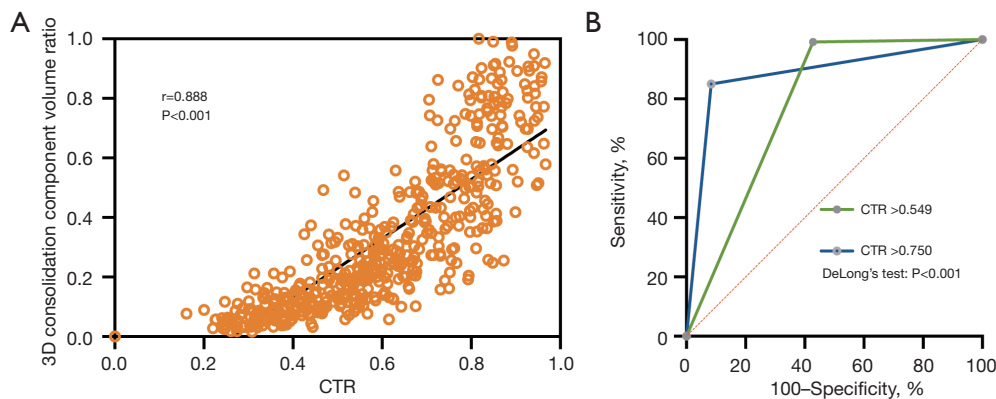 A
3D consolidation component volume ratio
1.0
0.8
0.6
0.4
0.2
0.0
r=0.888
P<0.001
0.0 0.2 0.4 0.6 0.8 1.0
CTR
B
Sensitivity, %
100
80
60
40
20
0
CTR >0.549
CTR >0.750
DeLong's test: P<0.001
0 20 40 60 80 100
100–Specificity, %